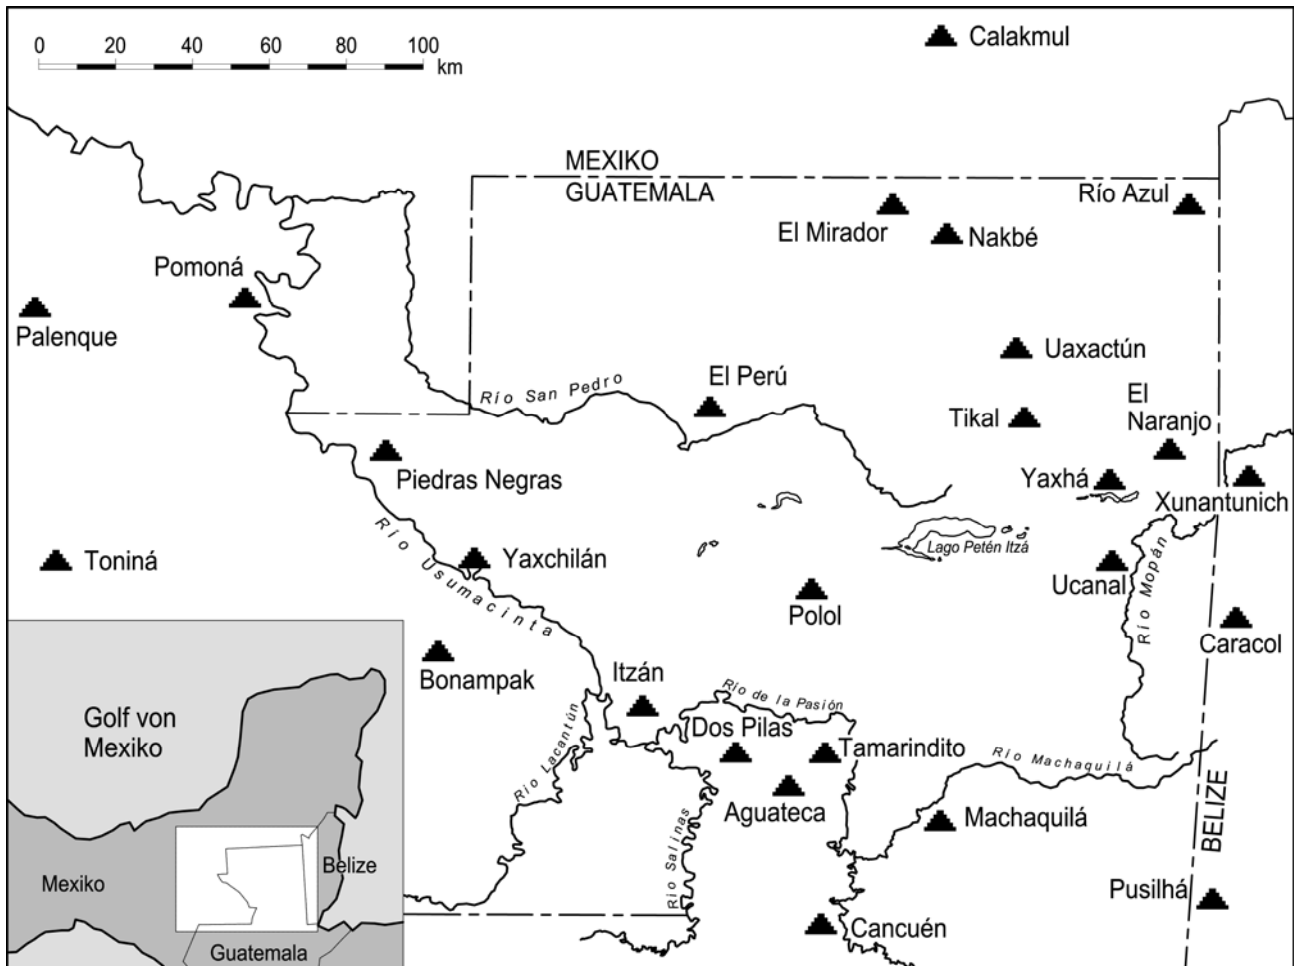 0 20 40 60 80 100
km
Calakmul
MEXIKO
GUATEMALA
Río Azul
El Mirador
Nakbé
Pomoná
Palenque
Uaxactún
El Perú
Río San Pedro
El
Naranjo
Tikal
Piedras Negras
Yaxhá
Xunantunich
Río Usumacinta
Lago Petén Itzá
Toniná
Yaxchilán
Ucanal
Río Mopán
Polol
Caracol
Bonampak
Itzán
Río de la Pasión
Golf von
Mexiko
Río Lacantún
Dos Pilas
Tamarindito
Río Machaquilá
Aguateca
Machaquilá
BELIZE
Río Salinas
Belize
Mexiko
Pusilhá
Cancuén
Guatemala